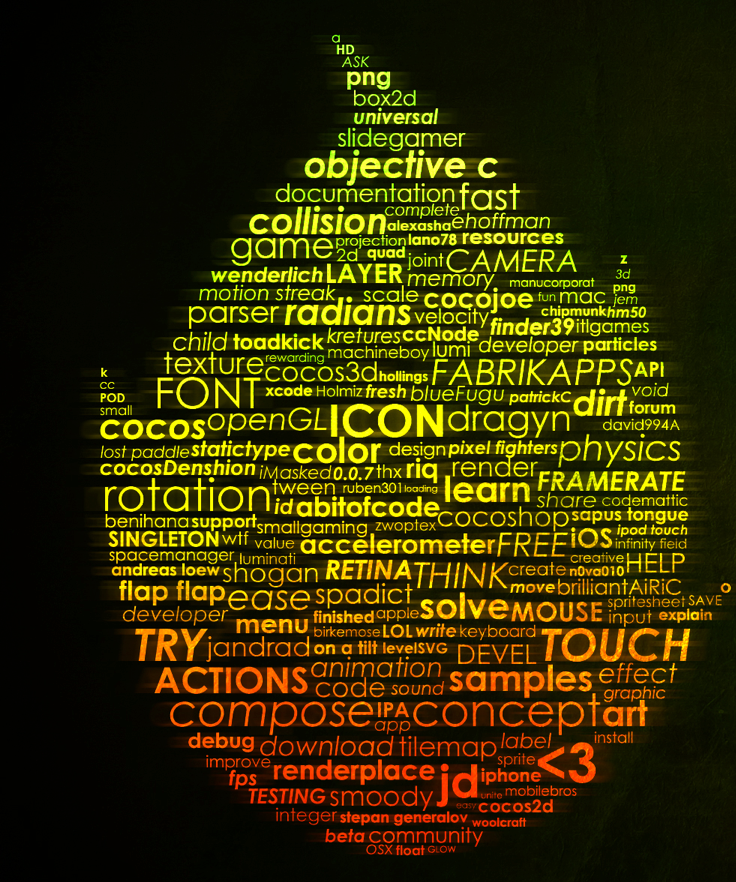 a
HD
ASK
png
box2d
universal
slidegamer
objective c
documentation fast
complete
collision alexasha ehoffman
game projection lano78 resources
2d quad joint CAMERA z
wenderlich LAYER memory manucorporat 3d
png
motion streak scale cocojoe fun mac jem
parser radians velocity chipmunk hm50
finder39 itlgames
child toadkick kretures ccNode developer particles
machineboy lumi
texture rewarding cocos3d hollings FABRIKAPPS API
k
cc
POD
FONT xcode Holmiz fresh blueFugu patrickC dirt void
small forum
cocos openGL ICON dragyn david994A
lost paddle statictype color design pixel fighters physics
cocosDenshion iMasked 0.0.7 thx riq render
rotation tween ruben301 loading learn FRAMERATE
id abitofcode share codemattic
benihana support smallgaming zwoptex cocoshop sapus tongue
SINGLETON wtf value accelerometer FREE iOS ipod touch
infinity field
spacemanager luminati creative HELP
andreas loew shogan RETINA THINK create n0va010
flap flap ease spadict move brilliant AiRiC o
spritesheet SAVE
developer menu finished apple solve MOUSE input explain
birkemose LOL write keyboard
TRY jandrad on a tilt levelSVG DEVEL TOUCH
ACTIONS animation samples effect
code sound graphic
compose IPA concept art
app
debug download tilemap label install
improve sprite <3
fps renderplace jd iphone
TESTING smoody unite mobilebros
easy cocos2d
integer stepan generalov woolcraft
beta community
OSX float GLOW